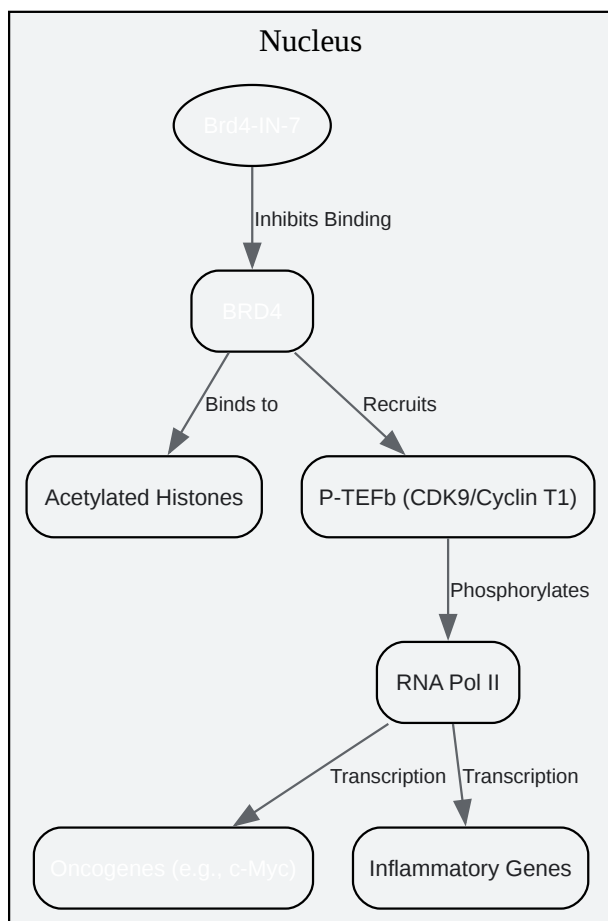 Nucleus
Brd4-IN-7
Inhibits Binding
BRD4
Binds to
Recruits
Acetylated Histones
P-TEFb (CDK9/Cyclin T1)
Phosphorylates
RNA Pol II
Transcription
Transcription
Oncogenes (e.g., c-Myc)
Inflammatory Genes